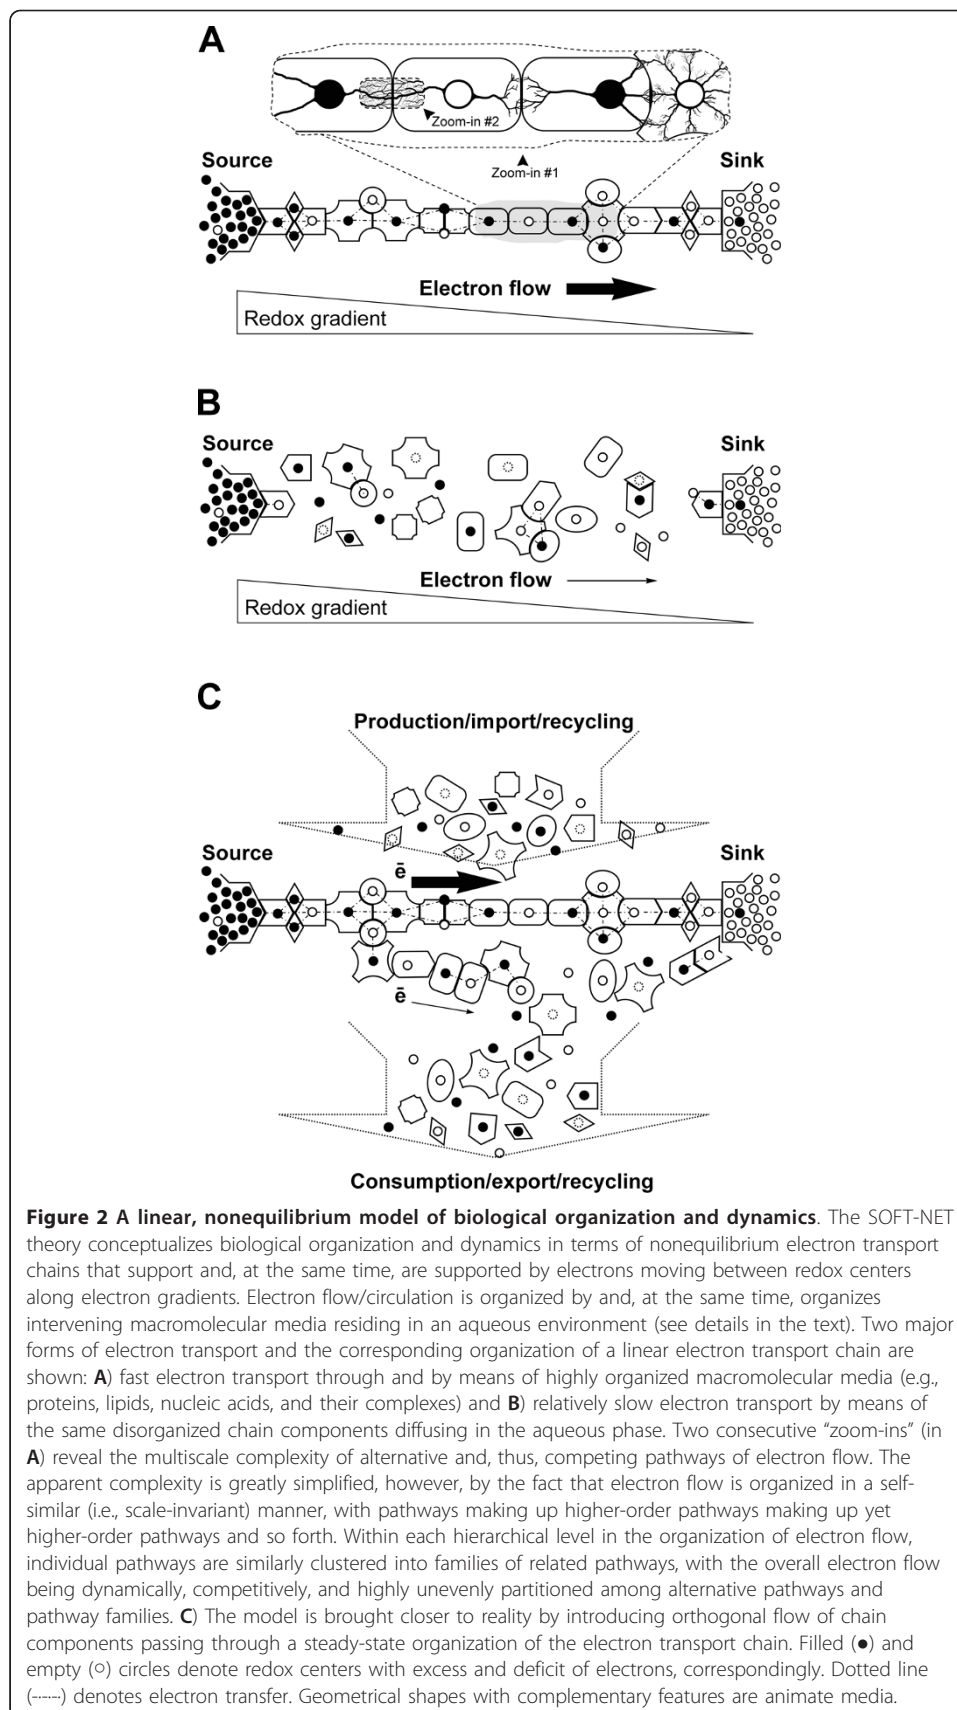 A
Zoom-in #2
Zoom-in #1
Source
Sink
Electron flow
Redox gradient
B
Source
Sink
Electron flow
Redox gradient
C
Production/import/recycling
Source
Sink
ē
ē
Consumption/export/recycling
Figure 2 A linear, nonequilibrium model of biological organization and dynamics. The SOFT-NET
theory conceptualizes biological organization and dynamics in terms of nonequilibrium electron transport
chains that support and, at the same time, are supported by electrons moving between redox centers
along electron gradients. Electron flow/circulation is organized by and, at the same time, organizes
intervening macromolecular media residing in an aqueous environment (see details in the text). Two major
forms of electron transport and the corresponding organization of a linear electron transport chain are
shown: A) fast electron transport through and by means of highly organized macromolecular media (e.g.,
proteins, lipids, nucleic acids, and their complexes) and B) relatively slow electron transport by means of
the same disorganized chain components diffusing in the aqueous phase. Two consecutive “zoom-ins” (in
A) reveal the multiscale complexity of alternative and, thus, competing pathways of electron flow. The
apparent complexity is greatly simplified, however, by the fact that electron flow is organized in a self-
similar (i.e., scale-invariant) manner, with pathways making up higher-order pathways making up yet
higher-order pathways and so forth. Within each hierarchical level in the organization of electron flow,
individual pathways are similarly clustered into families of related pathways, with the overall electron flow
being dynamically, competitively, and highly unevenly partitioned among alternative pathways and
pathway families. C) The model is brought closer to reality by introducing orthogonal flow of chain
components passing through a steady-state organization of the electron transport chain. Filled (●) and
empty (○) circles denote redox centers with excess and deficit of electrons, correspondingly. Dotted line
(-·-·-·-) denotes electron transfer. Geometrical shapes with complementary features are animate media.